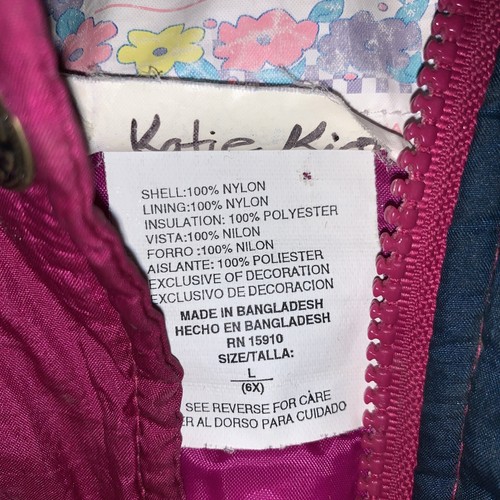 Katie
SHELL:100% NYLON
LINING:100% NYLON
INSULATION: 100% POLYESTER
VISTA:100% NILON
FORRO :100% NILON
AISLANTE: 100% POLIESTER
EXCLUSIVE OF DECORATION
EXCLUSIVO DE DECORACION
MADE IN BANGLADESH
HECHO EN BANGLADESH
RN 15910
SIZE/TALLA:
L
(6X)
SEE REVERSE FOR CÀRE
ER AL DORSO PARA CUIDADO